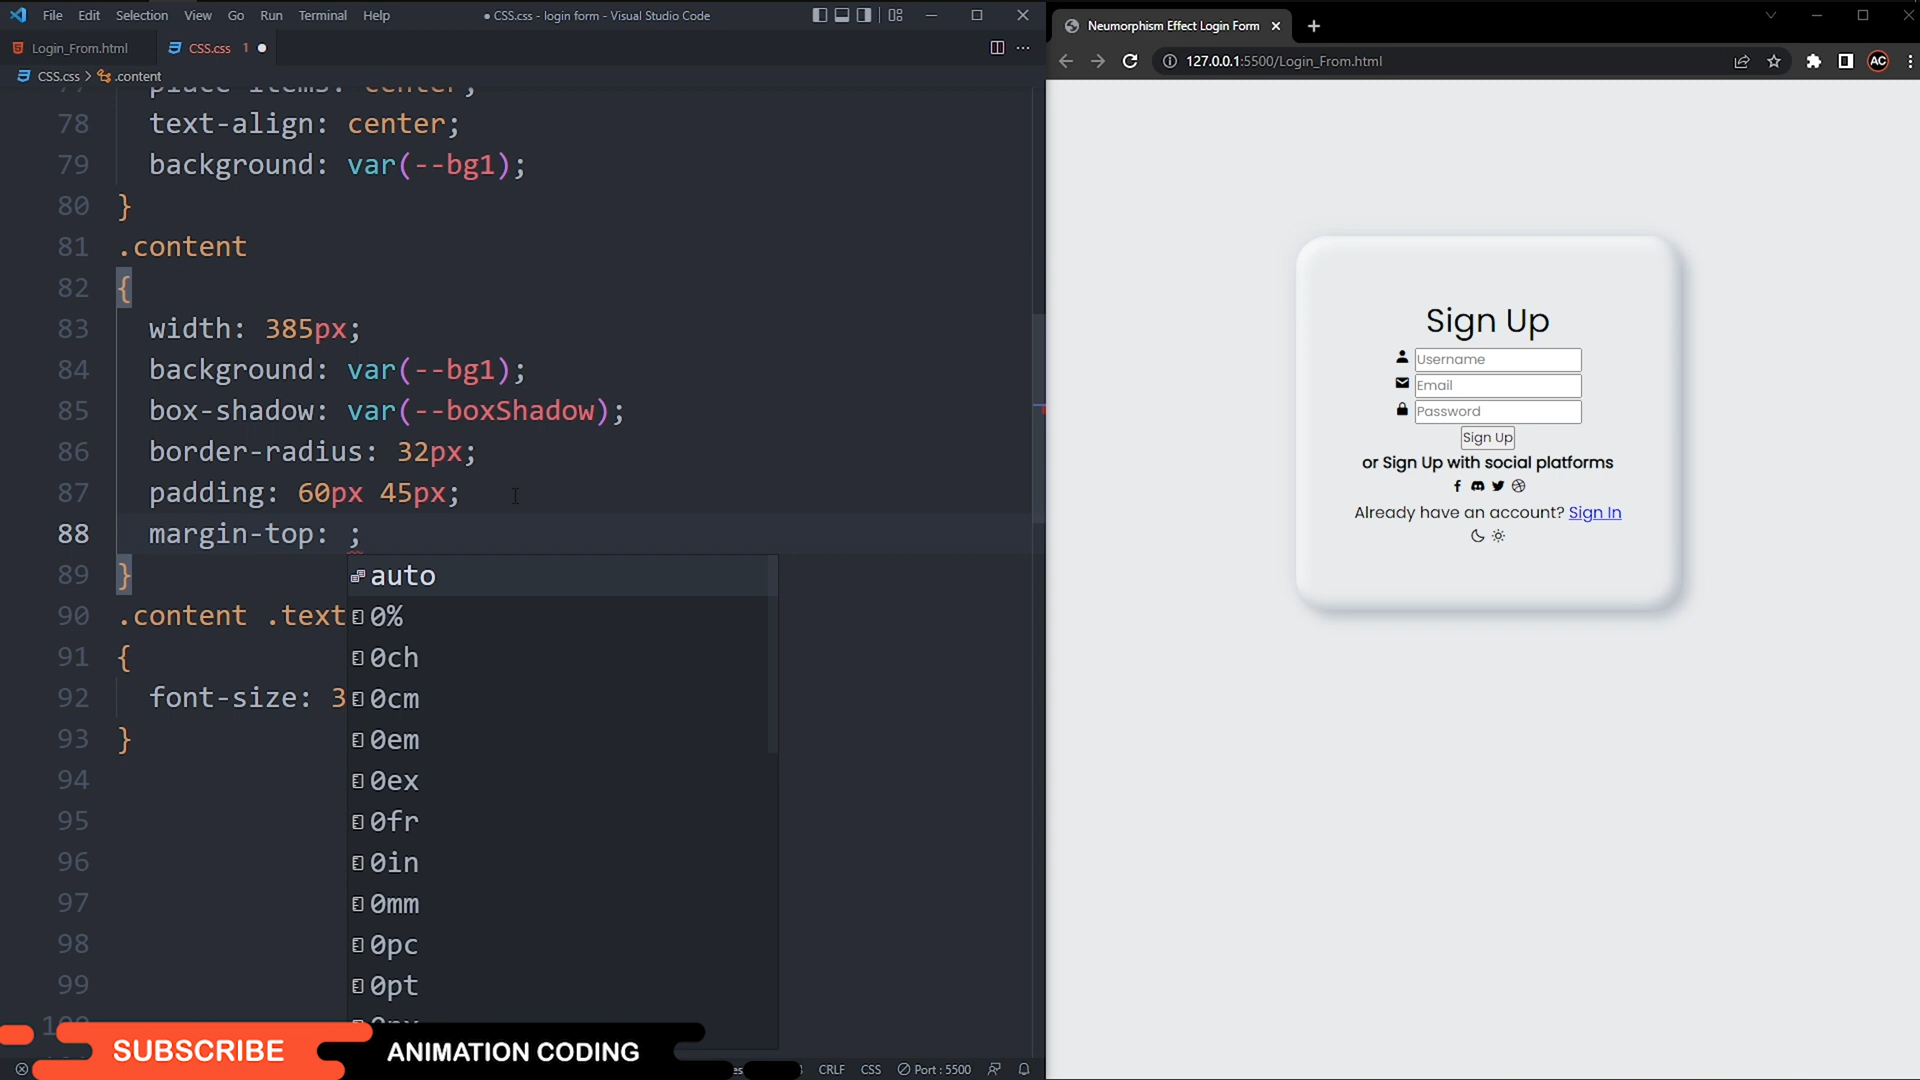 File Edit Selection View Go Run Terminal Help
● CSS.css - login form - Visual Studio Code
Login_From.html
CSS.css 1 ●
CSS.css > .content
78 text-align: center;
79 background: var(--bg1);
80 }
81 .content
82 {
83 width: 385px;
84 background: var(--bg1);
85 box-shadow: var(--boxShadow);
86 border-radius: 32px;
87 padding: 60px 45px;
88 margin-top: ;
89 }
90 .content .text
91 {
92 font-size: 3
93 }
94
95
96
97
98
99
auto
0%
0ch
0cm
0em
0ex
0fr
0in
0mm
0pc
0pt
SUBSCRIBE
ANIMATION CODING
CRLF CSS Port : 5500
Neumorphism Effect Login Form
127.0.0.1:5500/Login_From.html
AC
Sign Up
Username
Email
Password
Sign Up
or Sign Up with social platforms
Already have an account? Sign In